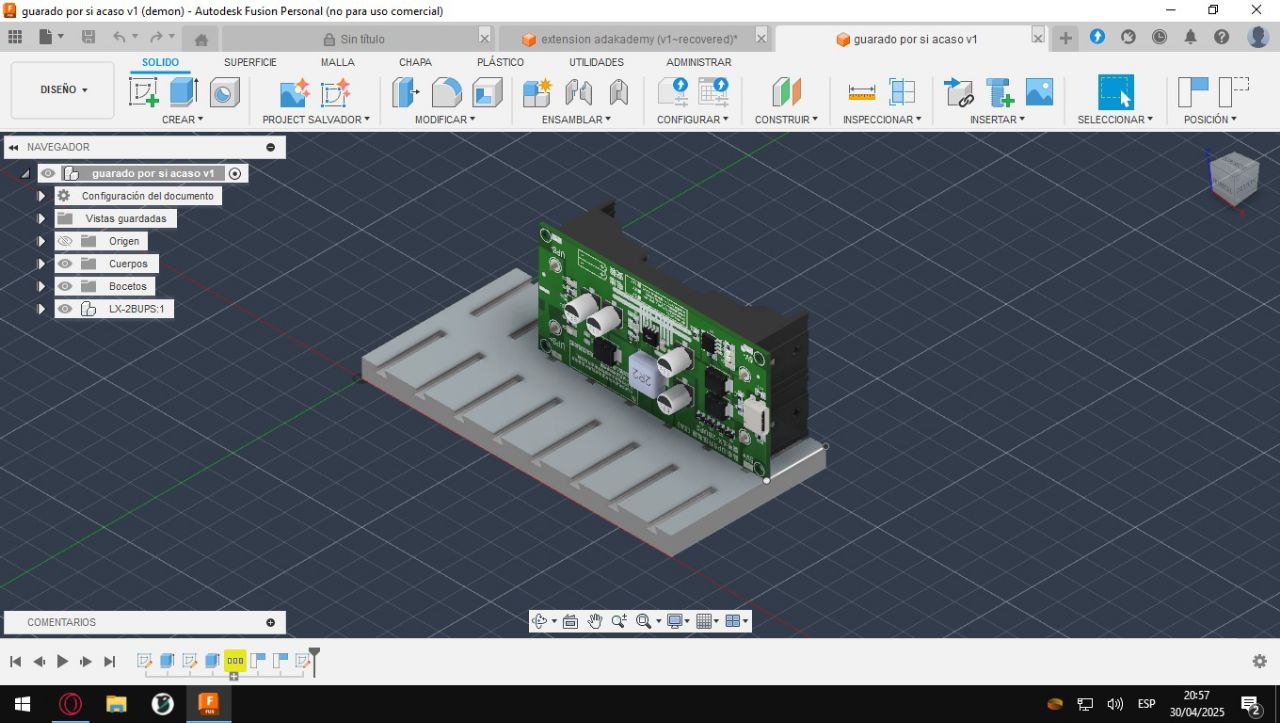 guarado por si acaso v1 (demon) - Autodesk Fusion Personal (no para uso comercial)
Sin título
extension adakademy (v1~recovered)*
guarado por si acaso v1
SOLIDO SUPERFICIE MALLA CHAPA PLÁSTICO UTILIDADES ADMINISTRAR
DISEÑO
CREAR PROJECT SALVADOR MODIFICAR ENSAMBLAR CONFIGURAR CONSTRUIR INSPECCIONAR INSERTAR SELECCIONAR POSICIÓN
NAVEGADOR
guarado por si acaso v1
Configuración del documento
Vistas guardadas
Origen
Cuerpos
Bocetos
LX-2BUPS:1
2R2
COMENTARIOS
FUS
ESP
20:57
30/04/2025
2